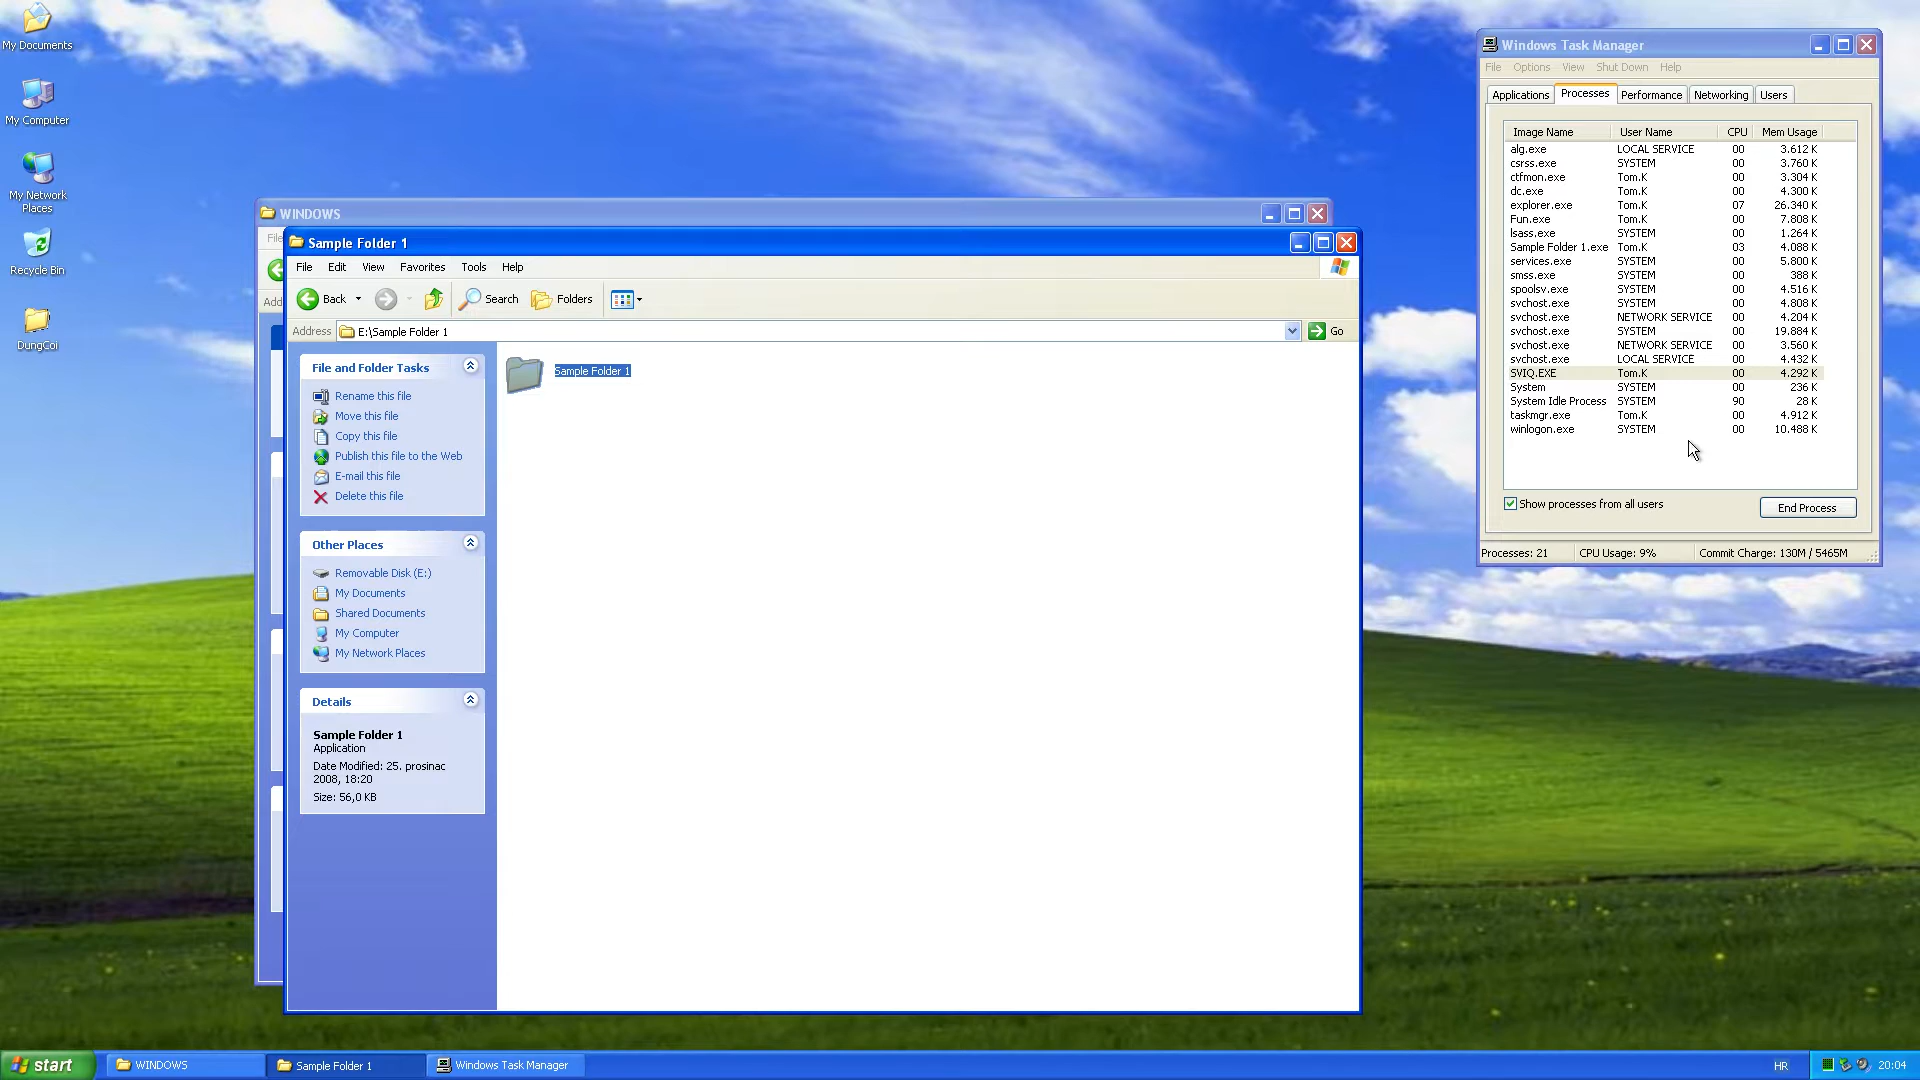 My Documents
My Computer
My Network
Places
Recycle Bin
DungCoi
WINDOWS
File
Add
Sample Folder 1
File Edit View Favorites Tools Help
Back Search Folders
Address E:\Sample Folder 1 Go
File and Folder Tasks
Rename this file
Move this file
Copy this file
Publish this file to the Web
E-mail this file
Delete this file
Other Places
Removable Disk (E:)
My Documents
Shared Documents
My Computer
My Network Places
Details
Sample Folder 1
Application
Date Modified: 25. prosinac
2008, 18:20
Size: 56,0 KB
Sample Folder 1
Windows Task Manager
File Options View Shut Down Help
Applications Processes Performance Networking Users
Image Name User Name CPU Mem Usage
alg.exe LOCAL SERVICE 00 3.612 K
csrss.exe SYSTEM 00 3.760 K
ctfmon.exe Tom.K 00 3.304 K
dc.exe Tom.K 00 4.300 K
explorer.exe Tom.K 07 26.340 K
Fun.exe Tom.K 00 7.808 K
lsass.exe SYSTEM 00 1.264 K
Sample Folder 1.exe Tom.K 03 4.088 K
services.exe SYSTEM 00 5.800 K
smss.exe SYSTEM 00 388 K
spoolsv.exe SYSTEM 00 4.516 K
svchost.exe SYSTEM 00 4.808 K
svchost.exe NETWORK SERVICE 00 4.204 K
svchost.exe SYSTEM 00 19.884 K
svchost.exe NETWORK SERVICE 00 3.560 K
svchost.exe LOCAL SERVICE 00 4.432 K
SVIQ.EXE Tom.K 00 4.292 K
System SYSTEM 00 236 K
System Idle Process SYSTEM 90 28 K
taskmgr.exe Tom.K 00 4.912 K
winlogon.exe SYSTEM 00 10.488 K
Show processes from all users End Process
Processes: 21 CPU Usage: 9% Commit Charge: 130M / 5465M
start WINDOWS Sample Folder 1 Windows Task Manager HR 20:04